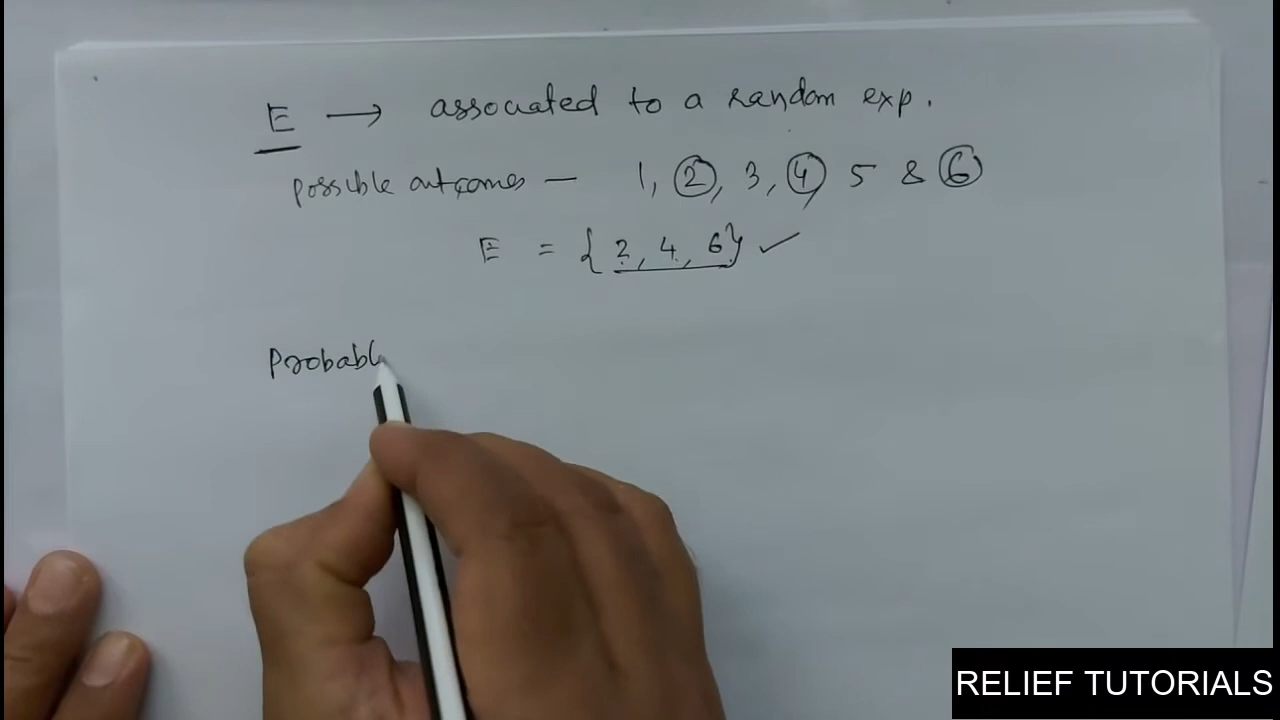 E → associated to a random exp.
possible outcomes – 1, 2, 3, 4, 5 & 6
E = {2, 4, 6} ✓
Probabl
RELIEF TUTORIALS